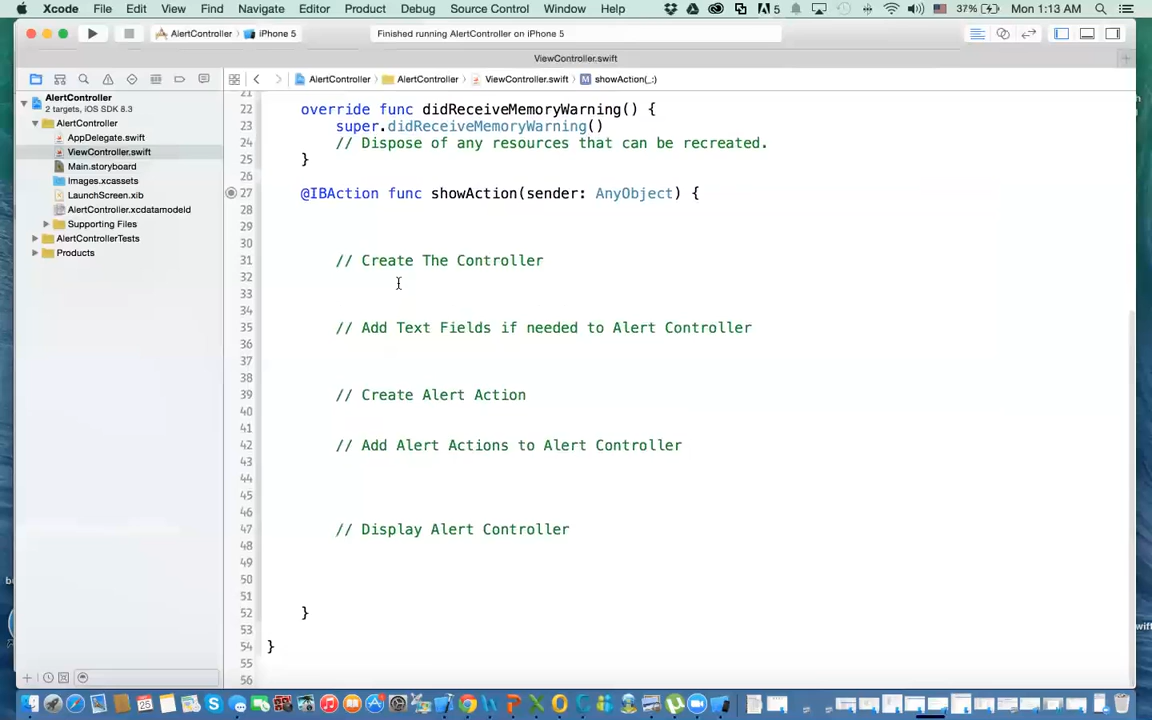 Xcode File Edit View Find Navigate Editor Product Debug Source Control Window Help 5 37% Mon 1:13 AM
AlertController iPhone 5 Finished running AlertController on iPhone 5
ViewController.swift
AlertController AlertController ViewController.swift M showAction(_:)
AlertController
2 targets, iOS SDK 8.3
AlertController
AppDelegate.swift
ViewController.swift
Main.storyboard
Images.xcassets
LaunchScreen.xib
AlertController.xcdatamodeld
Supporting Files
AlertControllerTests
Products
21
22 override func didReceiveMemoryWarning() {
23 super.didReceiveMemoryWarning()
24 // Dispose of any resources that can be recreated.
25 }
26
27 @IBAction func showAction(sender: AnyObject) {
28
29
30
31 // Create The Controller
32
33
34
35 // Add Text Fields if needed to Alert Controller
36
37
38
39 // Create Alert Action
40
41
42 // Add Alert Actions to Alert Controller
43
44
45
46
47 // Display Alert Controller
48
49
50
51
52 }
53
54 }
55
56